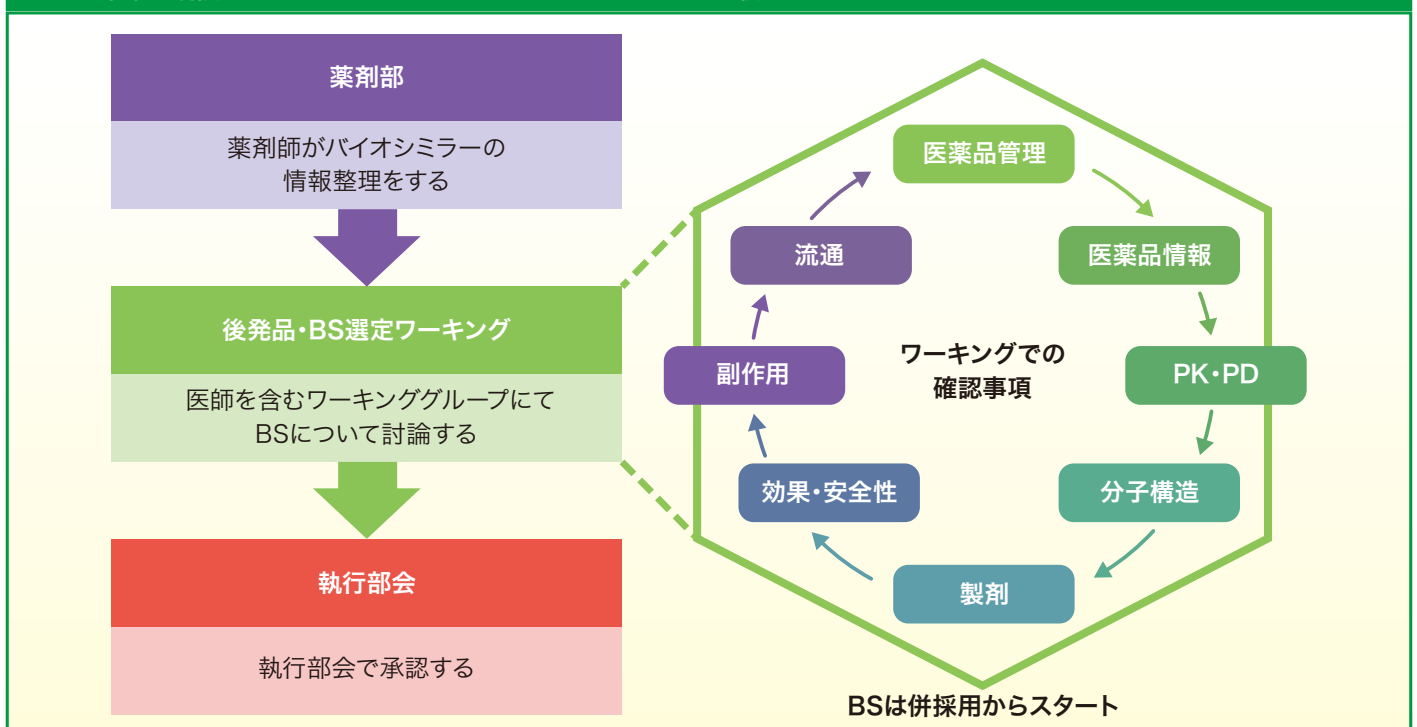 薬剤部
薬剤師がバイオシミラーの
情報整理をする
後発品・BS選定ワーキング
医師を含むワーキンググループにて
BSについて討論する
執行部会
執行部会で承認する
医薬品管理
医薬品情報
PK・PD
分子構造
製剤
効果・安全性
副作用
流通
ワーキングでの
確認事項
BSは併採用からスタート